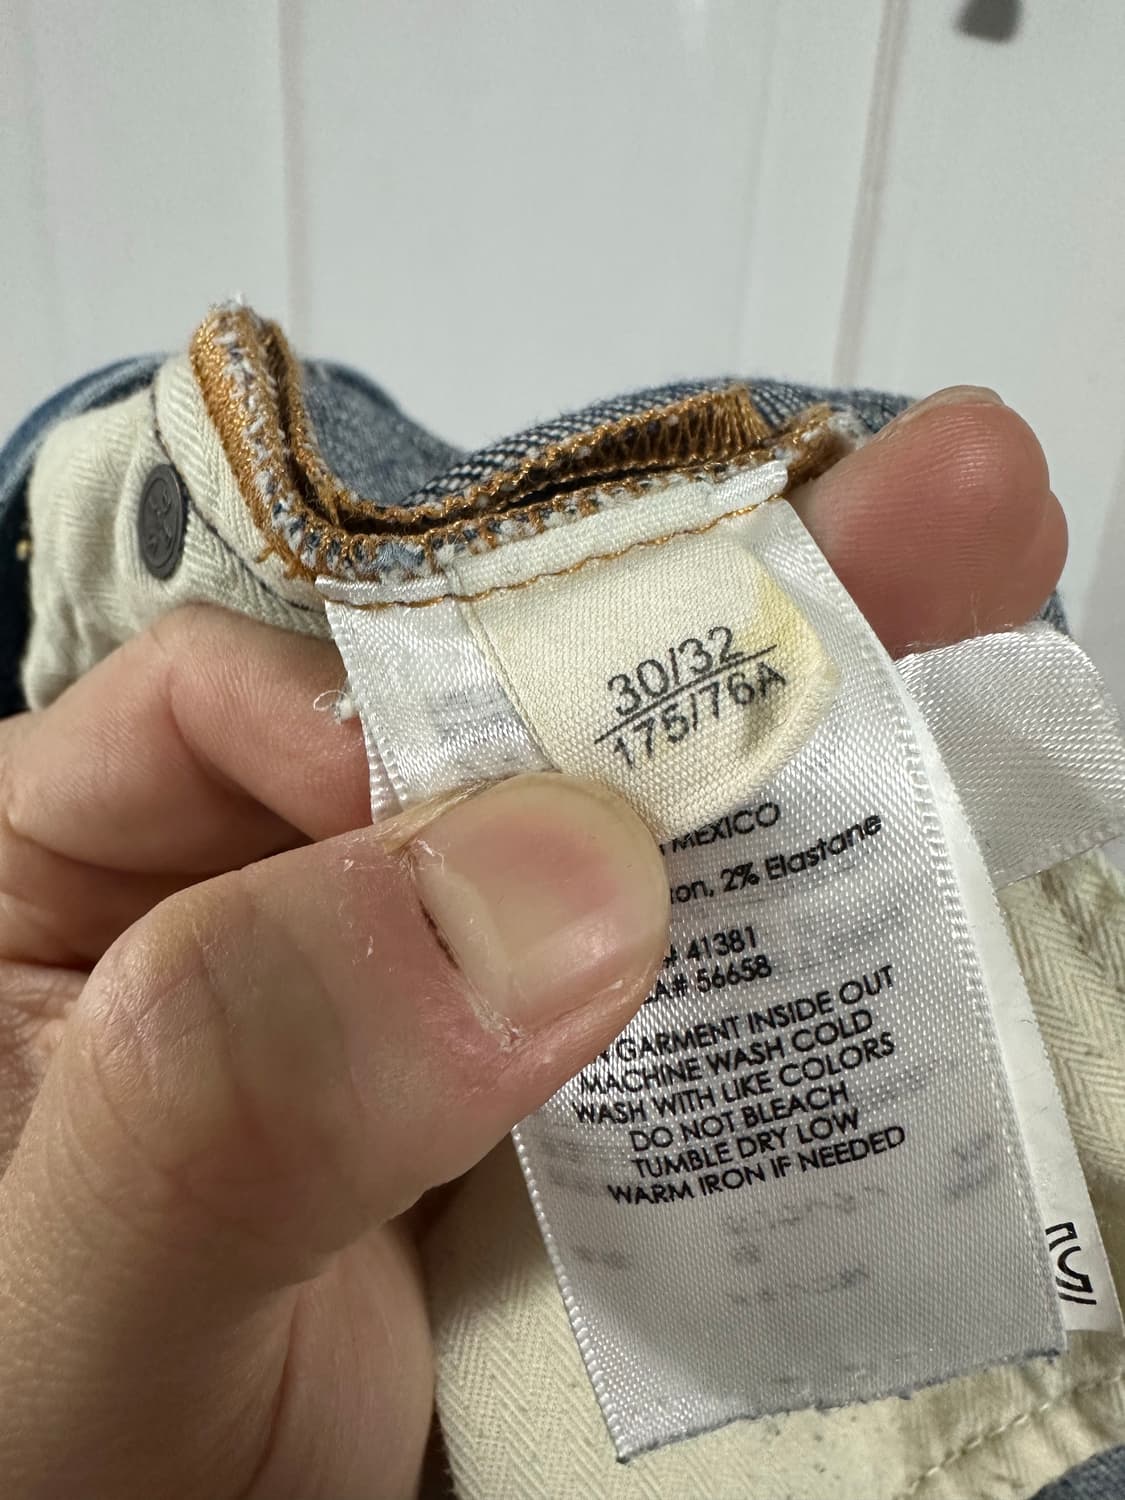 30/32
175/76A
MEXICO
2% Elastane
# 41381
A# 56658
GARMENT INSIDE OUT
MACHINE WASH COLD
WASH WITH LIKE COLORS
DO NOT BLEACH
TUMBLE DRY LOW
WARM IRON IF NEEDED